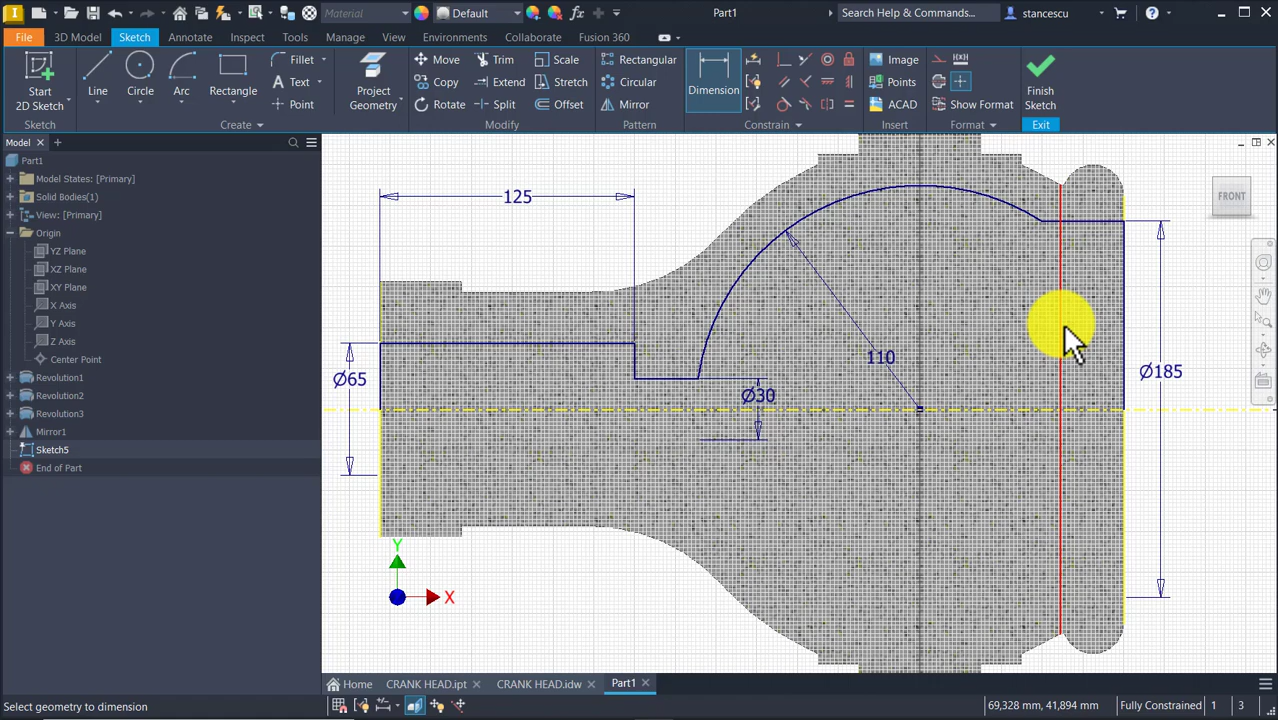 Material
Default
Part1
Search Help & Commands...
stancescu
File
3D Model
Sketch
Annotate
Inspect
Tools
Manage
View
Environments
Collaborate
Fusion 360
Start
2D Sketch
Line
Circle
Arc
Rectangle
Fillet
Text
Point
Project
Geometry
Move
Copy
Rotate
Trim
Extend
Split
Scale
Stretch
Offset
Rectangular
Circular
Mirror
Dimension
Image
Points
ACAD
Show Format
Finish
Sketch
Sketch
Create
Modify
Pattern
Constrain
Insert
Format
Exit
Model
Part1
Model States: [Primary]
Solid Bodies(1)
View: [Primary]
Origin
YZ Plane
XZ Plane
XY Plane
X Axis
Y Axis
Z Axis
Center Point
Revolution1
Revolution2
Revolution3
Mirror1
Sketch5
End of Part
FRONT
125
110
Ø65
Ø30
Ø185
Y
X
Home
CRANK HEAD.ipt
CRANK HEAD.idw
Part1
Select geometry to dimension
69,328 mm, 41,894 mm
Fully Constrained
1
3